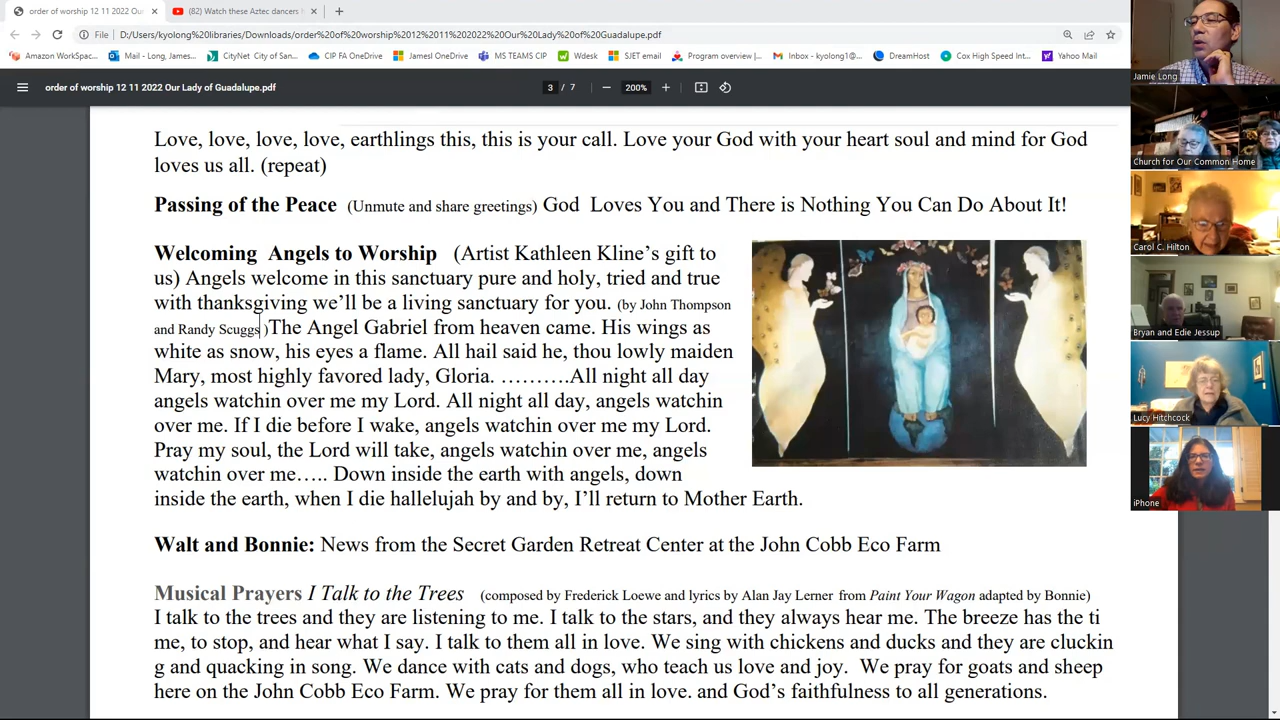 order of worship 12 11 2022 Our L
(82) Watch these Aztec dancers
File
D:/Users/kyolong%20libraries/Downloads/order%20of%20worship%2012%2011%202022%20Our%20Lady%20of%20Guadalupe.pdf
Amazon WorkSpac...
Mail - Long, James...
CityNet City of San...
CIP FA OneDrive
JamesI OneDrive
MS TEAMS CIP
Wdesk
SJET email
Program overview |...
Inbox - kyolong1@...
DreamHost
Cox High Speed Int...
Yahoo Mail
order of worship 12 11 2022 Our Lady of Guadalupe.pdf
3 / 7
200%
Love, love, love, love, earthlings this, this is your call. Love your God with your heart soul and mind for God
loves us all. (repeat)
Passing of the Peace (Unmute and share greetings) God Loves You and There is Nothing You Can Do About It!
Welcoming Angels to Worship (Artist Kathleen Kline's gift to
us) Angels welcome in this sanctuary pure and holy, tried and true
with thanksgiving we'll be a living sanctuary for you. (by John Thompson
and Randy Scuggs )The Angel Gabriel from heaven came. His wings as
white as snow, his eyes a flame. All hail said he, thou lowly maiden
Mary, most highly favored lady, Gloria. ..........All night all day
angels watchin over me my Lord. All night all day, angels watchin
over me. If I die before I wake, angels watchin over me my Lord.
Pray my soul, the Lord will take, angels watchin over me, angels
watchin over me..... Down inside the earth with angels, down
inside the earth, when I die hallelujah by and by, I'll return to Mother Earth.
Walt and Bonnie: News from the Secret Garden Retreat Center at the John Cobb Eco Farm
Musical Prayers I Talk to the Trees (composed by Frederick Loewe and lyrics by Alan Jay Lerner from Paint Your Wagon adapted by Bonnie)
I talk to the trees and they are listening to me. I talk to the stars, and they always hear me. The breeze has the ti
me, to stop, and hear what I say. I talk to them all in love. We sing with chickens and ducks and they are cluckin
g and quacking in song. We dance with cats and dogs, who teach us love and joy. We pray for goats and sheep
here on the John Cobb Eco Farm. We pray for them all in love. and God's faithfulness to all generations.
Jamie Long
Church for Our Common Home
Carol C. Hilton
Bryan and Edie Jessup
Lucy Hitchcock
iPhone